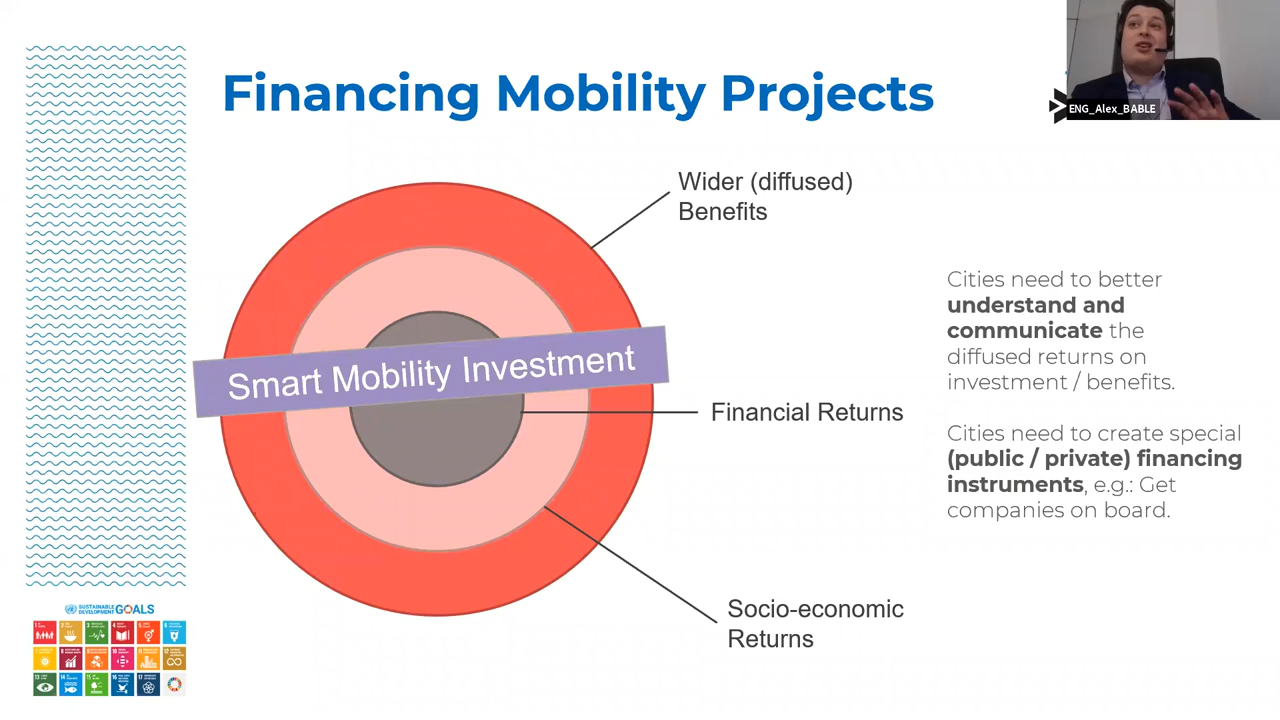 Financing Mobility Projects
ENG_Alex_BABLE
Wider (diffused)
Benefits
Smart Mobility Investment
Financial Returns
Socio-economic
Returns
Cities need to better
understand and
communicate the
diffused returns on
investment / benefits.
Cities need to create special
(public / private) financing
instruments, e.g.: Get
companies on board.
SUSTAINABLE
DEVELOPMENT GOALS